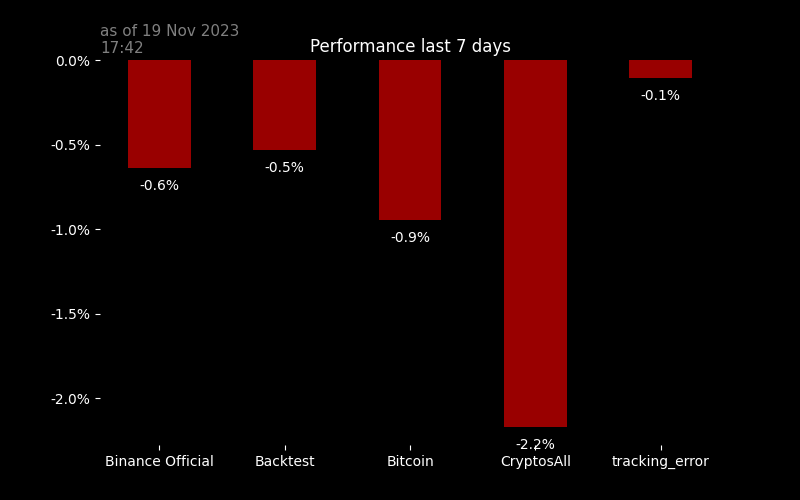 as of 19 Nov 2023
17:42
Performance last 7 days
0.0%
-0.5%
-1.0%
-1.5%
-2.0%
-0.6%
-0.5%
-0.9%
-2.2%
-0.1%
Binance Official
Backtest
Bitcoin
CryptosAll
tracking_error